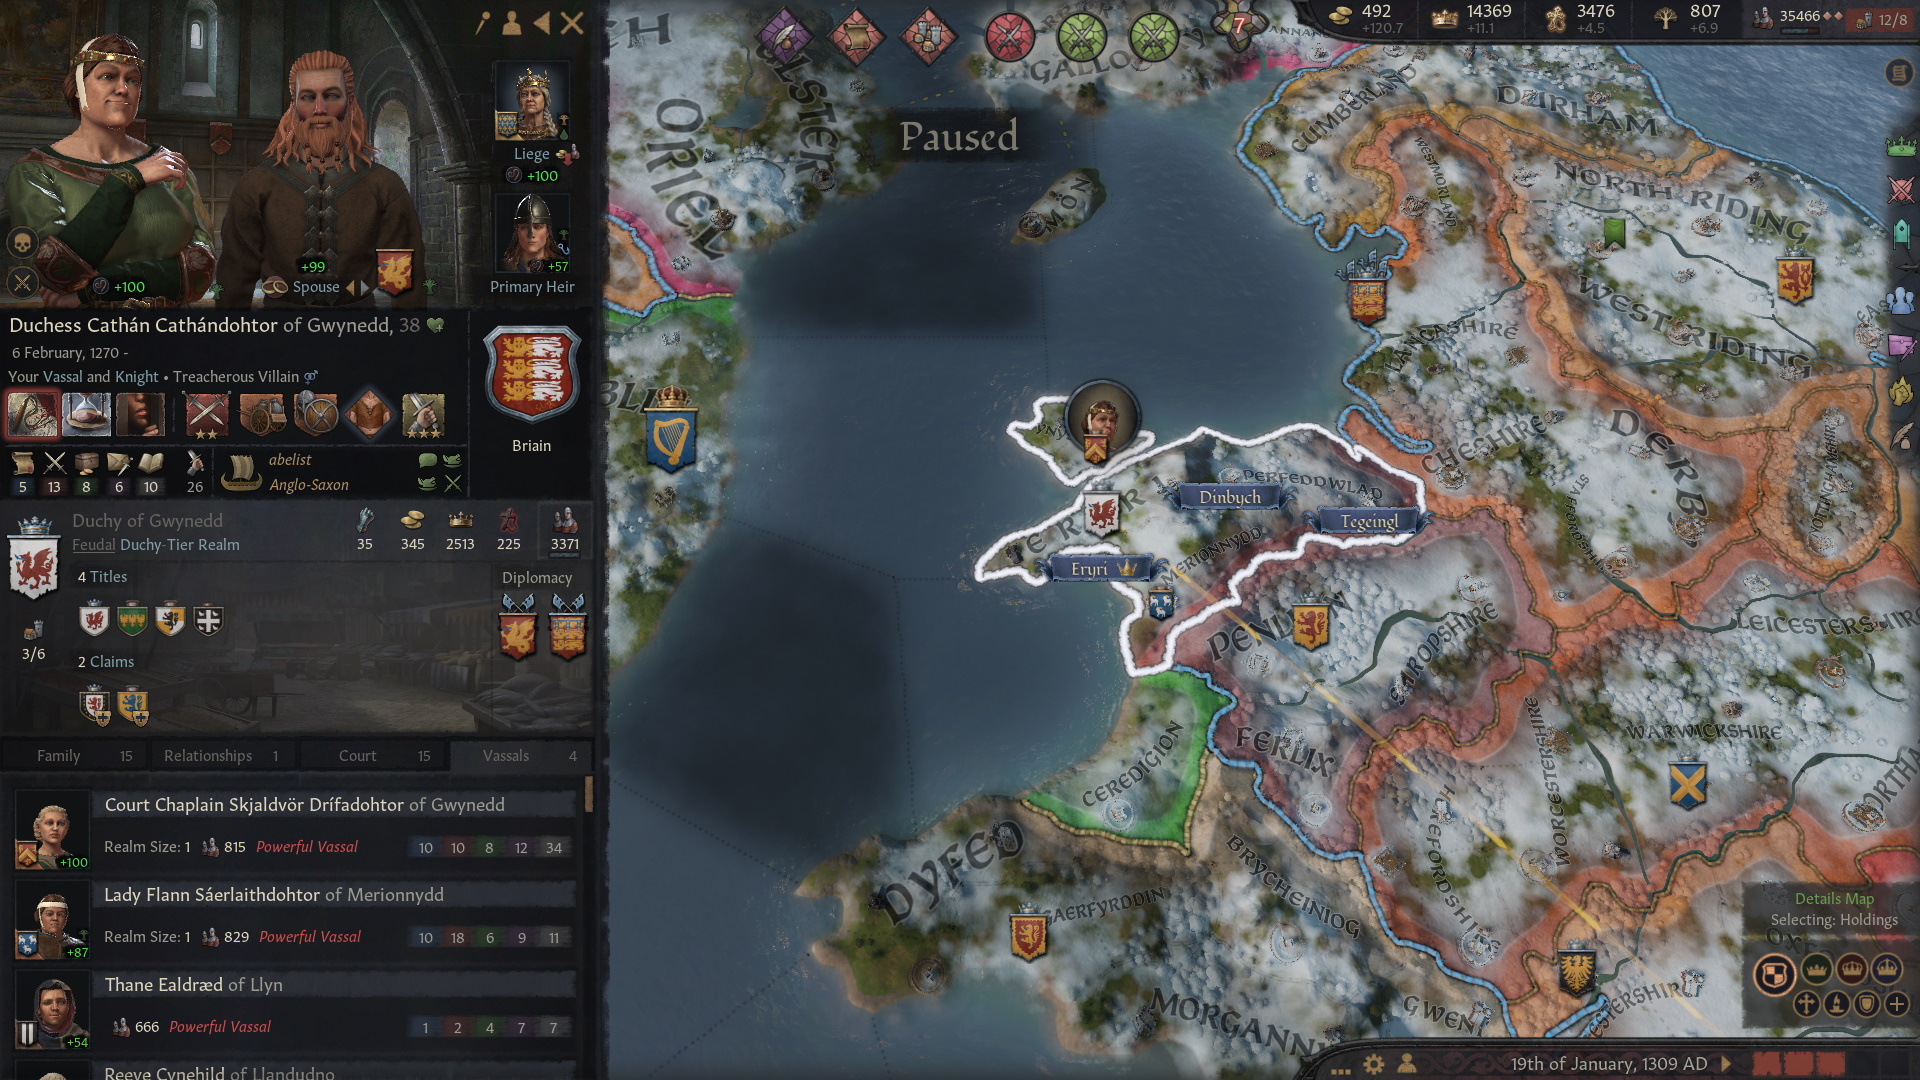 +100
+99
Spouse
Liege
+100
+57
Primary Heir
Duchess Cathán Cathándohtor of Gwynedd, 38
6 February, 1270 -
Your Vassal and Knight • Treacherous Villain
Briain
5 13 8 6 10 26
abelist
Anglo-Saxon
Duchy of Gwynedd
Feudal Duchy-Tier Realm
35 345 2513 225 3371
4 Titles
Diplomacy
3/6
2 Claims
Family 15 Relationships 1 Court 15 Vassals 4
Court Chaplain Skjaldvör Drífadohtor of Gwynedd
Realm Size: 1 815 Powerful Vassal 10 10 8 12 34
+100
Lady Flann Sáerlaithdohtor of Merionnydd
Realm Size: 1 829 Powerful Vassal 10 18 6 9 11
+87
Thane Ealdræd of Llyn
666 Powerful Vassal 1 2 4 7 7
+54
Reeve Cynehild of Llandudno
7
492
+120.7
14369
+11.1
3476
+4.5
807
+6.9
35466
12/8
Paused
ULSTER
ORIEL
GALLO
MÖN
CUMBERLAND
DURHAM
WESTMORLAND
NORTH RIDING
WEST RIDING
LANCASHIRE
CHESHIRE
DERB
NOTTINGHAMSHIRE
STAFFORDSHIRE
PERFEDDWLAD
Dinbych
Tegeingl
Eryri
MERIONNYDD
SHROPSHIRE
LEICESTERSHIRE
FERLIX
CEREDIGION
WORCESTERSHIRE
WARWICKSHIRE
HEREFORDSHIRE
DYFED
CAERFYRDDIN
BRYCHEINIOG
MORGANN
GWEN
Details Map
Selecting: Holdings
19th of January, 1309 AD